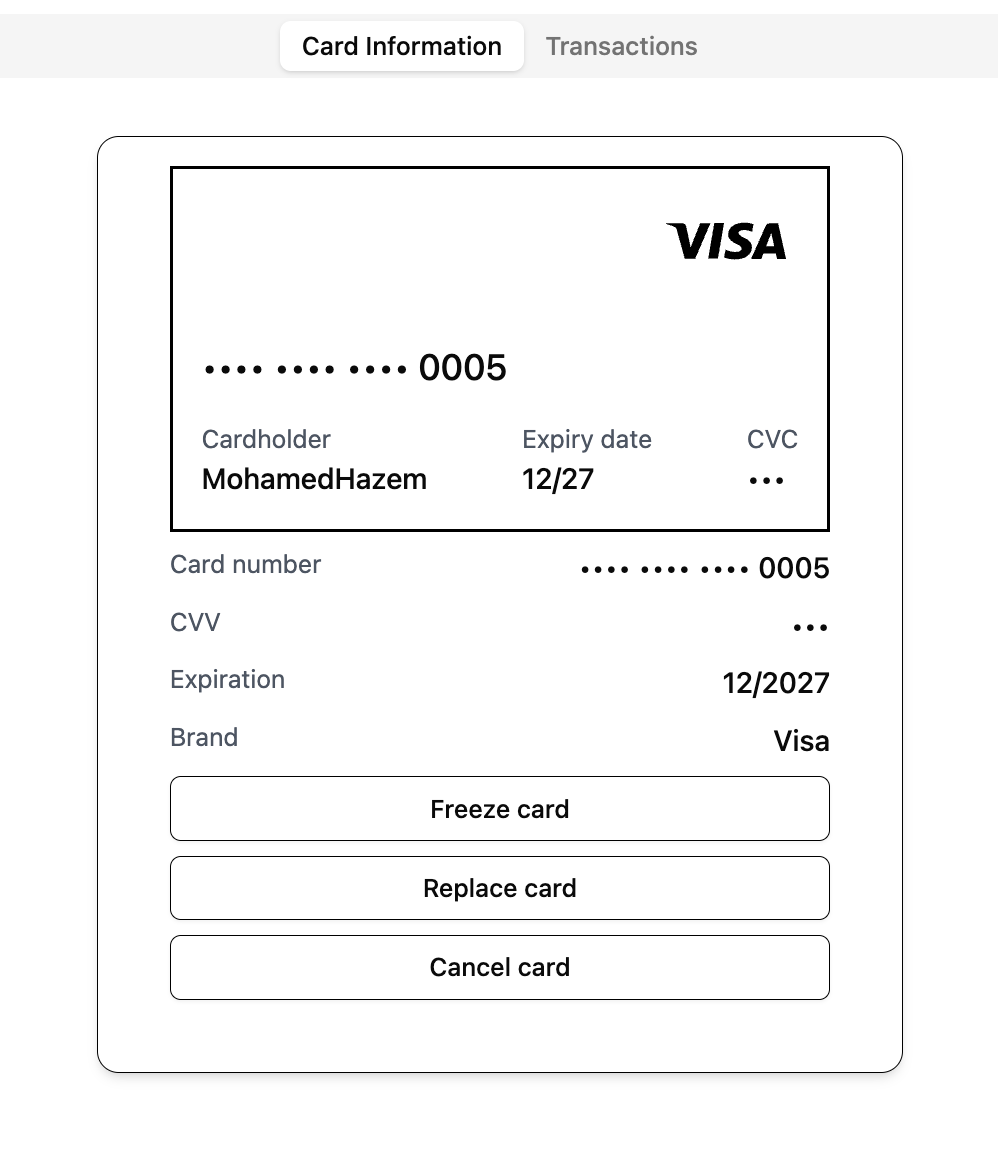 Card Information Transactions
VISA
•••• •••• •••• 0005
Cardholder Expiry date CVC
MohamedHazem 12/27 •••
Card number •••• •••• •••• 0005
CVV •••
Expiration 12/2027
Brand Visa
Freeze card
Replace card
Cancel card